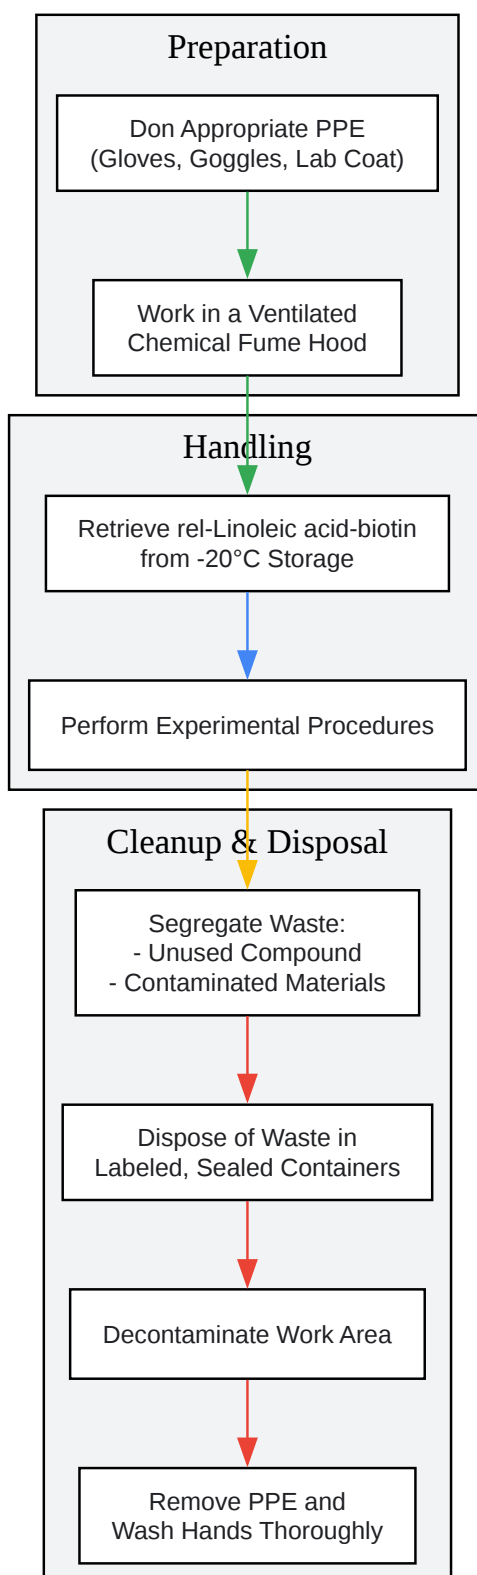 Preparation
Don Appropriate PPE
(Gloves, Goggles, Lab Coat)
Work in a Ventilated
Chemical Fume Hood
Handling
Retrieve rel-Linoleic acid-biotin
from -20°C Storage
Perform Experimental Procedures
Cleanup & Disposal
Segregate Waste:
- Unused Compound
- Contaminated Materials
Dispose of Waste in
Labeled, Sealed Containers
Decontaminate Work Area
Remove PPE and
Wash Hands Thoroughly